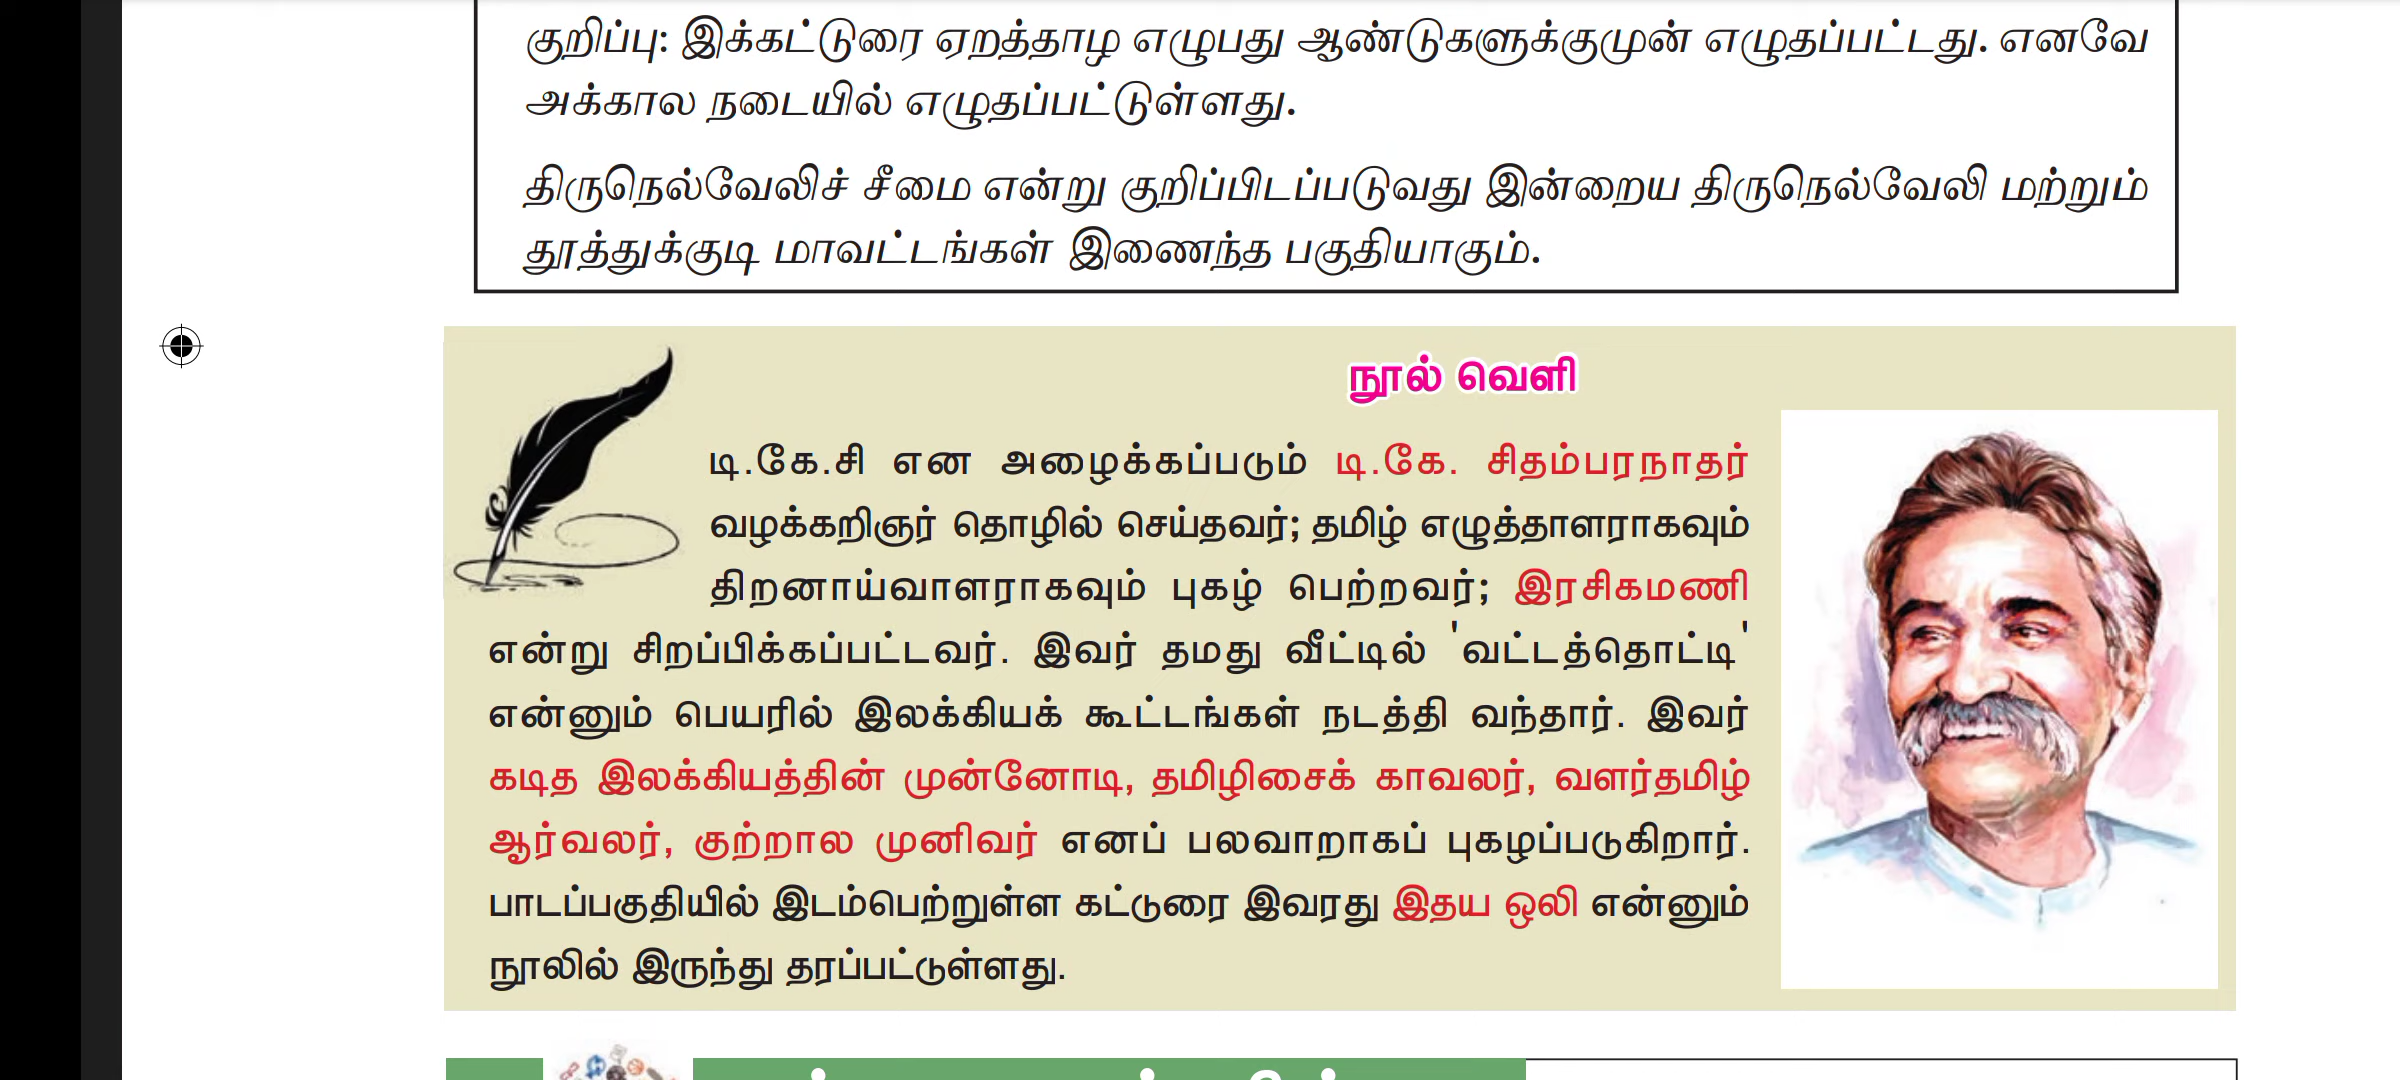 குறிப்பு: இக்கட்டுரை ஏறத்தாழ எழுபது ஆண்டுகளுக்குமுன் எழுதப்பட்டது. எனவே
அக்கால நடையில் எழுதப்பட்டுள்ளது.
திருநெல்வேலிச் சீமை என்று குறிப்பிடப்படுவது இன்றைய திருநெல்வேலி மற்றும்
தூத்துக்குடி மாவட்டங்கள் இணைந்த பகுதியாகும்.
நூல் வெளி
டி.கே.சி என அழைக்கப்படும் டி.கே. சிதம்பரநாதர்
வழக்கறிஞர் தொழில் செய்தவர்; தமிழ் எழுத்தாளராகவும்
திறனாய்வாளராகவும் புகழ் பெற்றவர்; இரசிகமணி
என்று சிறப்பிக்கப்பட்டவர். இவர் தமது வீட்டில் 'வட்டத்தொட்டி'
என்னும் பெயரில் இலக்கியக் கூட்டங்கள் நடத்தி வந்தார். இவர்
கடித இலக்கியத்தின் முன்னோடி, தமிழிசைக் காவலர், வளர்தமிழ்
ஆர்வலர், குற்றால முனிவர் எனப் பலவாறாகப் புகழப்படுகிறார்.
பாடப்பகுதியில் இடம்பெற்றுள்ள கட்டுரை இவரது இதய ஒலி என்னும்
நூலில் இருந்து தரப்பட்டுள்ளது.